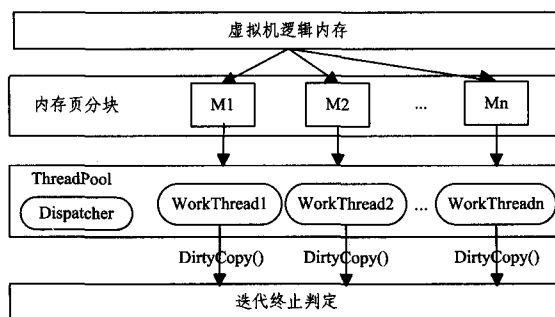 虚拟机逻辑内存
内存页分块 M1 M2 ... Mn
ThreadPool
Dispatcher WorkThread1 WorkThread2 ... WorkThreadn
DirtyCopy() DirtyCopy() DirtyCopy()
迭代终止判定